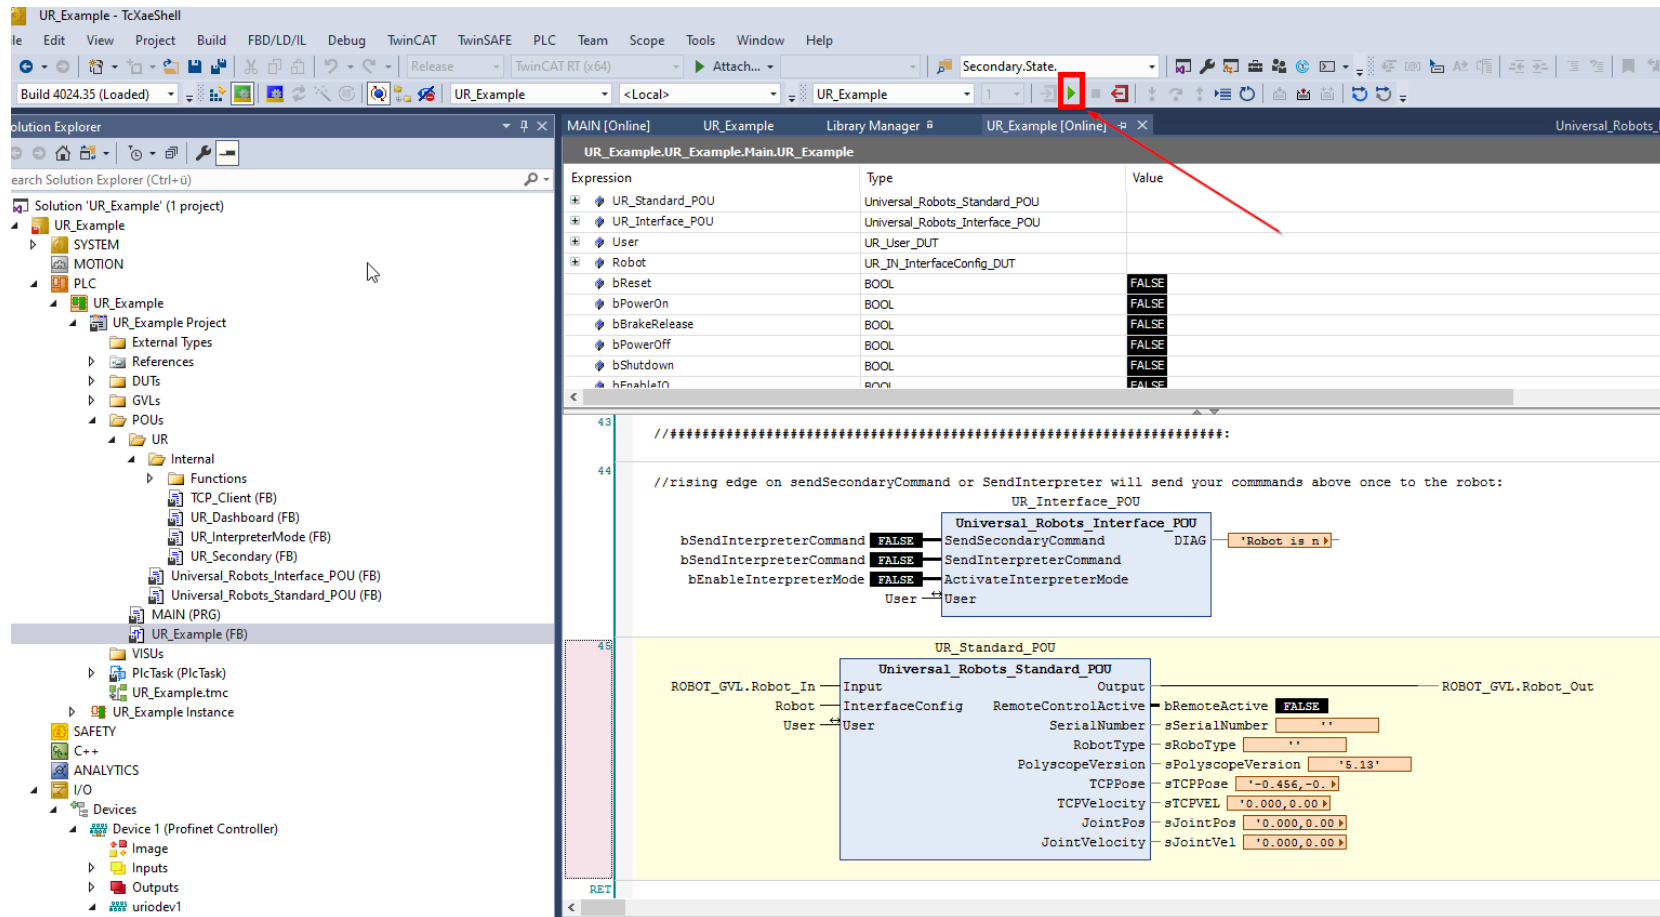 UR_Example - TcXaeShell
le Edit View Project Build FBD/LD/IL Debug TwinCAT TwinSAFE PLC Team Scope Tools Window Help
Release TwinCAT RT (x64) Attach... Secondary.State.
Build 4024.35 (Loaded) UR_Example <Local> UR_Example 1
olution Explorer
earch Solution Explorer (Ctrl+ü)
Solution 'UR_Example' (1 project)
UR_Example
SYSTEM
MOTION
PLC
UR_Example
UR_Example Project
External Types
References
DUTs
GVLs
POUs
UR
Internal
Functions
TCP_Client (FB)
UR_Dashboard (FB)
UR_InterpreterMode (FB)
UR_Secondary (FB)
Universal_Robots_Interface_POU (FB)
Universal_Robots_Standard_POU (FB)
MAIN (PRG)
UR_Example (FB)
VISUs
PlcTask (PlcTask)
UR_Example.tmc
UR_Example Instance
SAFETY
C++
ANALYTICS
I/O
Devices
Device 1 (Profinet Controller)
Image
Inputs
Outputs
uriodev1
MAIN [Online] UR_Example Library Manager UR_Example [Online] Universal_Robots_
UR_Example.UR_Example.Main.UR_Example
Expression Type Value
UR_Standard_POU Universal_Robots_Standard_POU
UR_Interface_POU Universal_Robots_Interface_POU
User UR_User_DUT
Robot UR_IN_InterfaceConfig_DUT
bReset BOOL FALSE
bPowerOn BOOL FALSE
bBrakeRelease BOOL FALSE
bPowerOff BOOL FALSE
bShutdown BOOL FALSE
bEnableIO BOOL FALSE
43
//####################################################################:
44
//rising edge on sendSecondaryCommand or SendInterpreter will send your commmands above once to the robot:
UR_Interface_POU
Universal_Robots_Interface_POU
bSendInterpreterCommand FALSE SendSecondaryCommand DIAG 'Robot is n
bSendInterpreterCommand FALSE SendInterpreterCommand
bEnableInterpreterMode FALSE ActivateInterpreterMode
User User
45
UR_Standard_POU
Universal_Robots_Standard_POU
ROBOT_GVL.Robot_In Input Output ROBOT_GVL.Robot_Out
Robot InterfaceConfig RemoteControlActive bRemoteActive FALSE
User User SerialNumber sSerialNumber ''
RobotType sRoboType ''
PolyscopeVersion sPolyscopeVersion '5.13'
TCPPose sTCPPose '-0.456,-0.
TCPVelocity sTCPVEL '0.000,0.00
JointPos sJointPos '0.000,0.00
JointVelocity sJointVel '0.000,0.00
RET